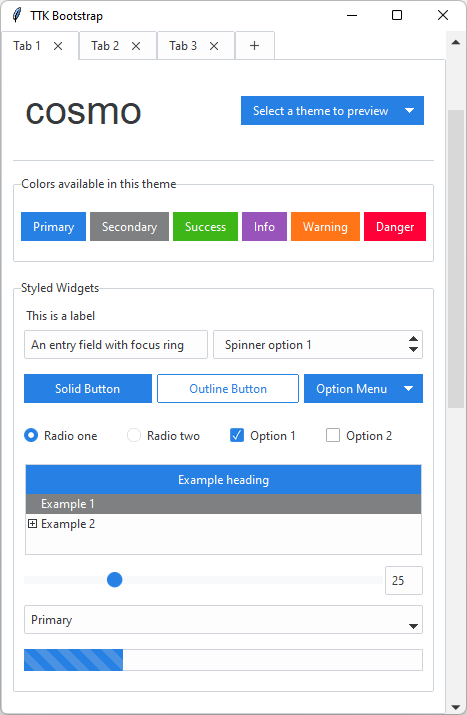 TTK Bootstrap
Tab 1 Tab 2 Tab 3
cosmo Select a theme to preview
Colors available in this theme
Primary Secondary Success Info Warning Danger
Styled Widgets
This is a label
An entry field with focus ring Spinner option 1
Solid Button Outline Button Option Menu
Radio one Radio two Option 1 Option 2
Example heading
Example 1
Example 2
25
Primary